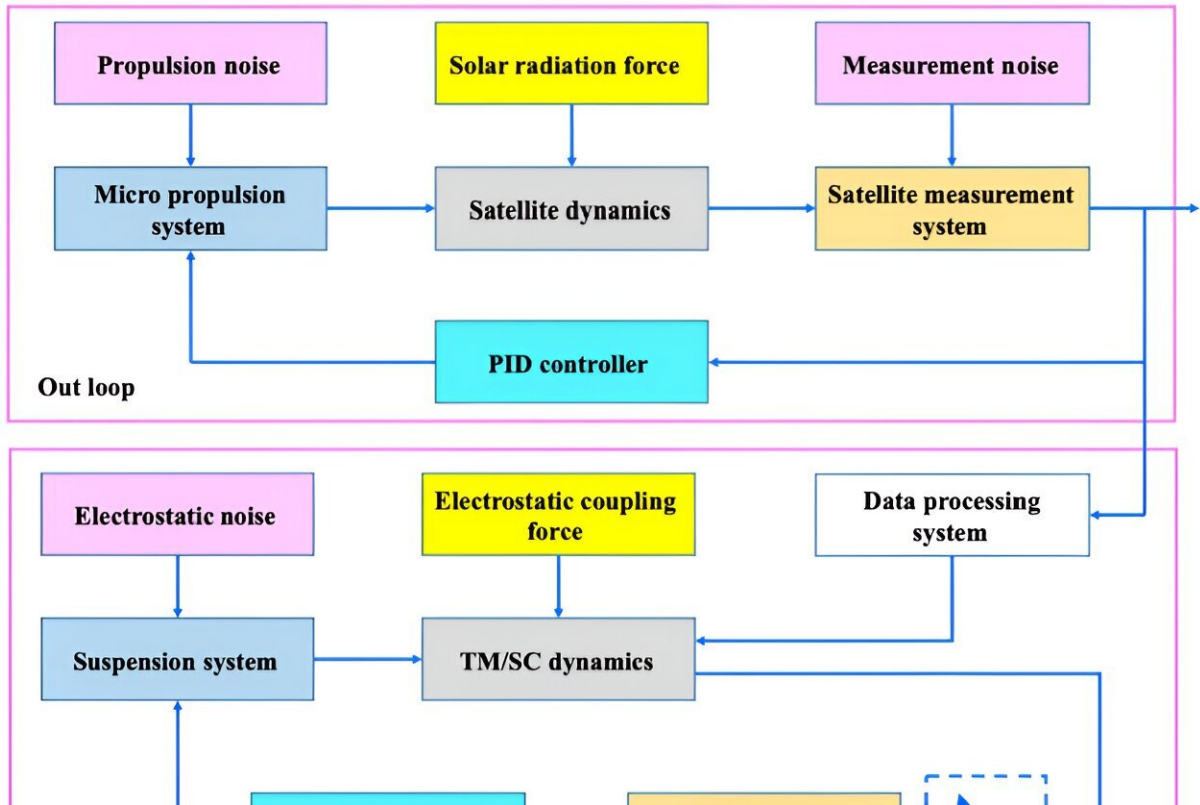 Propulsion noise
Solar radiation force
Measurement noise
Micro propulsion
system
Satellite dynamics
Satellite measurement
system
PID controller
Out loop
Electrostatic noise
Electrostatic coupling
force
Data processing
system
Suspension system
TM/SC dynamics